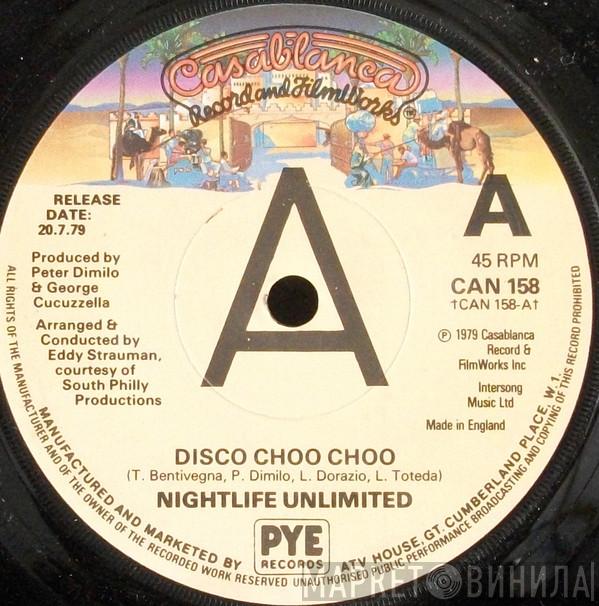 Casablanca
Record and FilmWorks
™
RELEASE
DATE:
20.7.79
Produced by
Peter Dimilo
& George
Cucuzzella
Arranged &
Conducted by
Eddy Strauman,
courtesy of
South Philly
Productions
A
A
45 RPM
CAN 158
†CAN 158-A†
℗ 1979 Casablanca
Record &
FilmWorks Inc
Intersong
Music Ltd
Made in England
DISCO CHOO CHOO
(T. Bentivegna, P. Dimilo, L. Dorazio, L. Toteda)
NIGHTLIFE UNLIMITED
PYE
RECORDS
MANUFACTURED AND MARKETED BY
ATV HOUSE, GT. CUMBERLAND PLACE, W.1.
ALL RIGHTS OF THE MANUFACTURER AND OF THE OWNER OF THE RECORDED WORK RESERVED UNAUTHORISED PUBLIC PERFORMANCE BROADCASTING AND COPYING OF THIS RECORD PROHIBITED
МАРКЕТ ВИНИЛА!